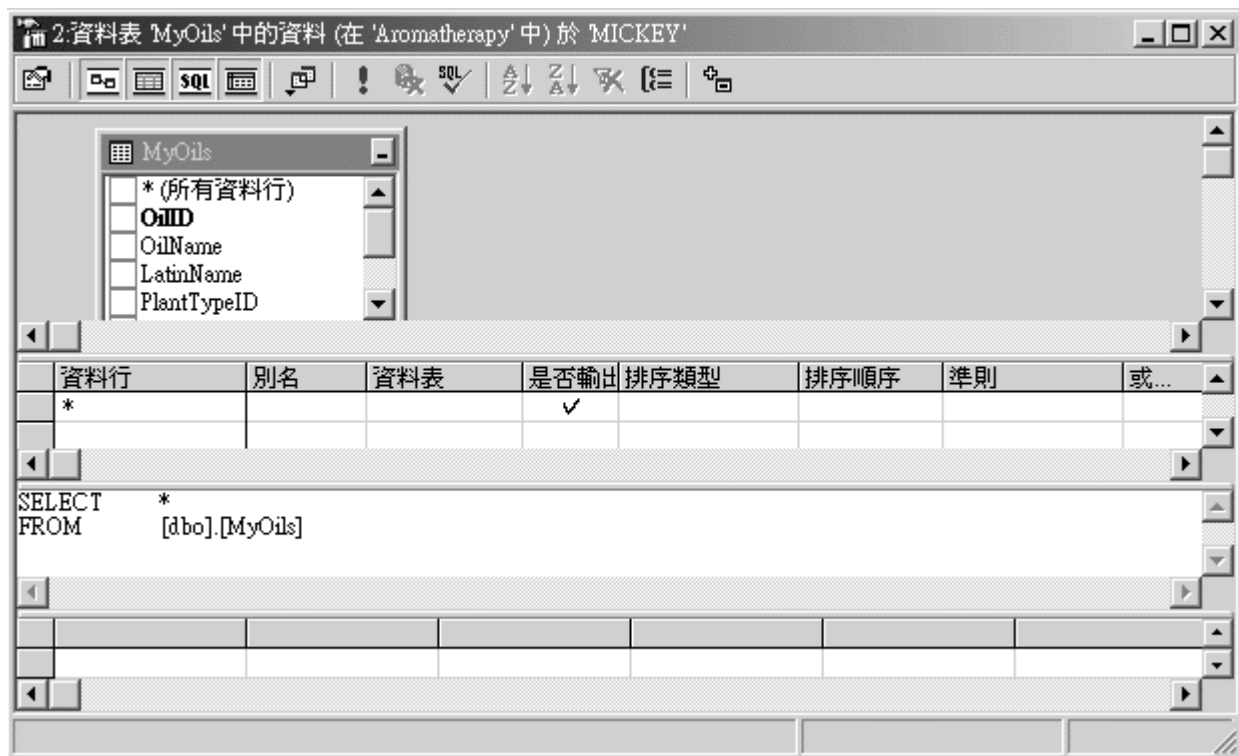 2:資料表 'MyOils' 中的資料 (在 'Aromatherapy' 中) 於 'MICKEY'
SQL SQL A Z Z A
MyOils
* (所有資料行)
OilID
OilName
LatinName
PlantTypeID
資料行 別名 資料表 是否輸出 排序類型 排序順序 準則 或...
*
SELECT *
FROM [dbo].[MyOils]